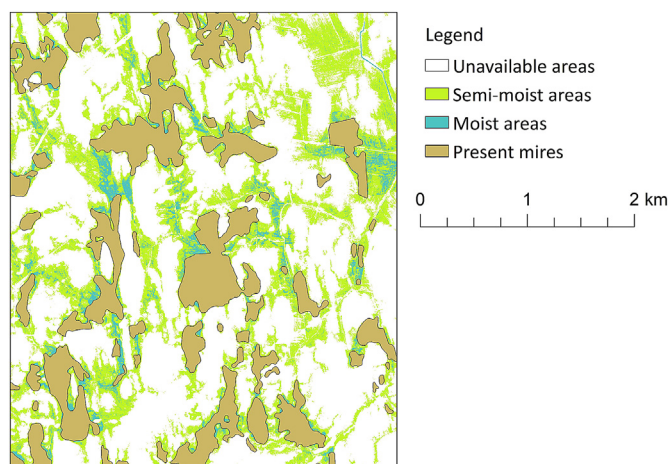 Legend
Unavailable areas
Semi-moist areas
Moist areas
Present mires
0 1 2 km